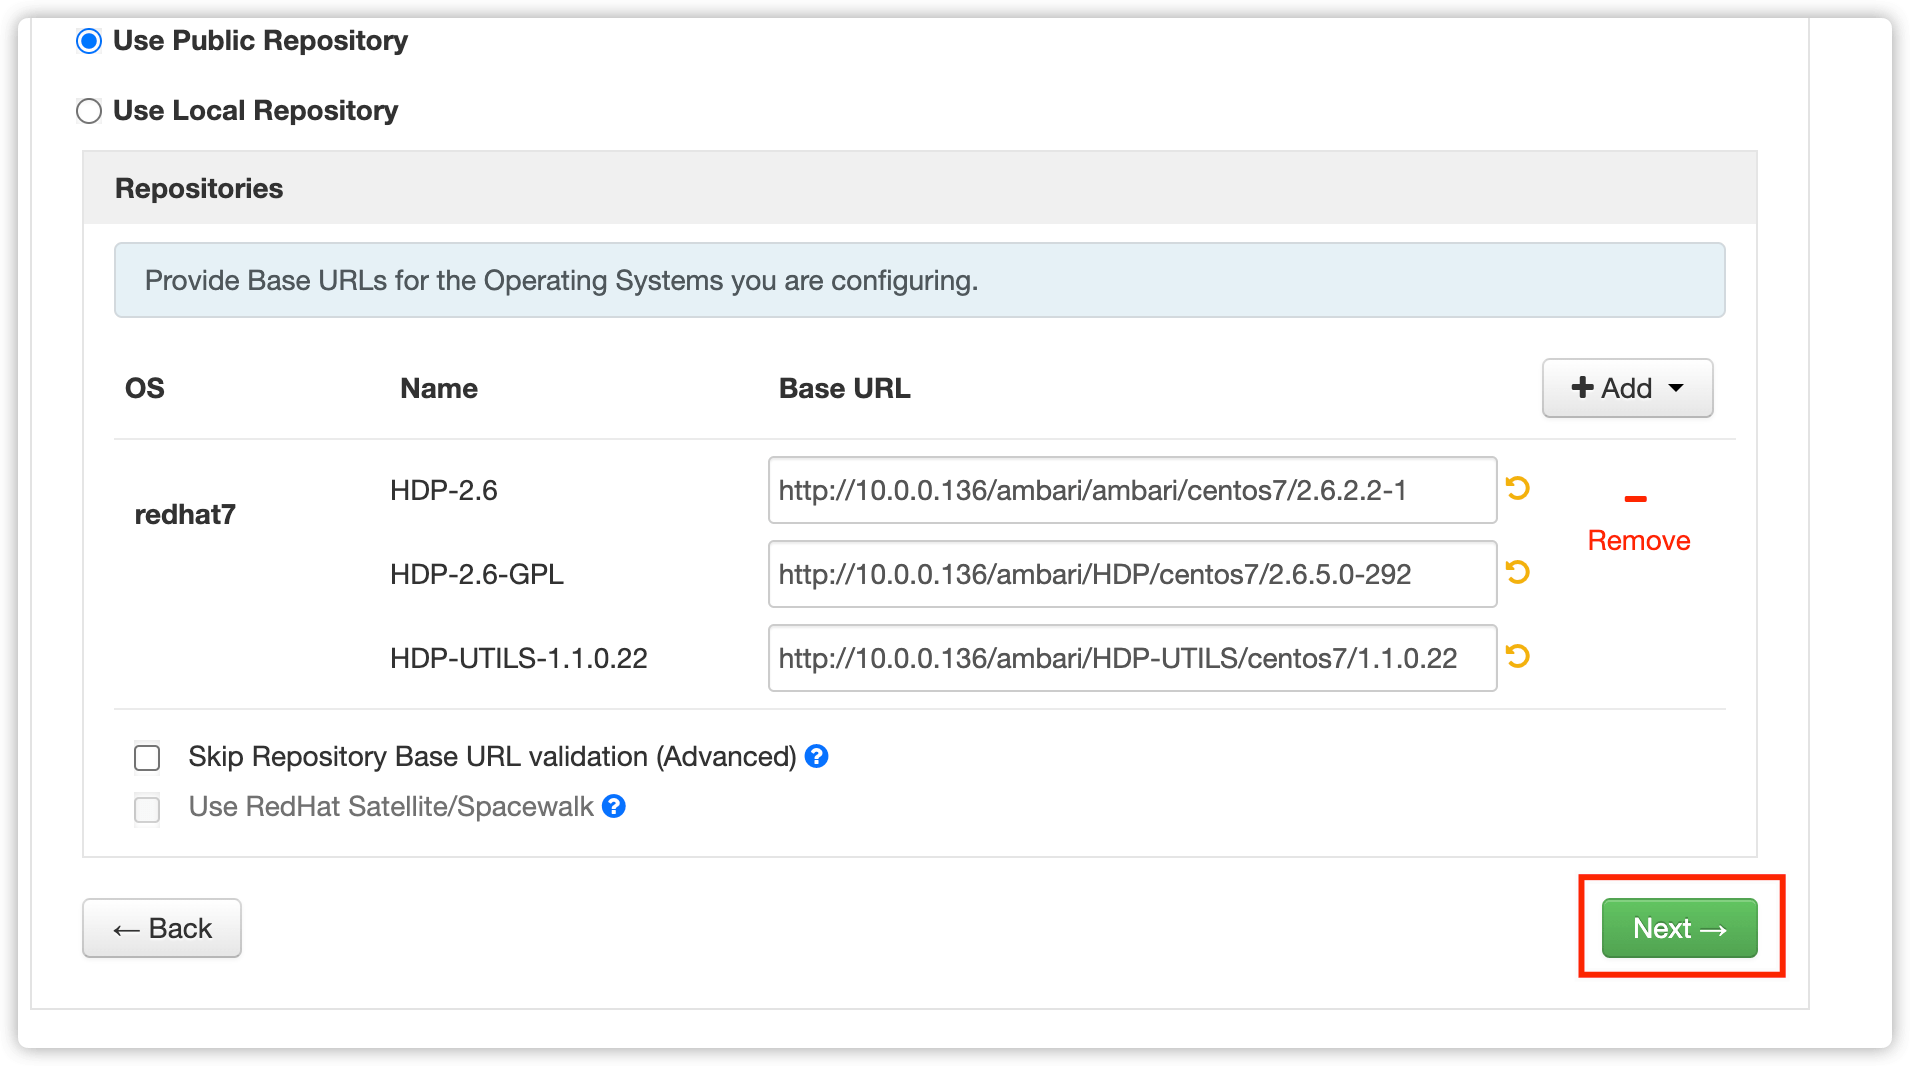 Use Public Repository
Use Local Repository
Repositories
Provide Base URLs for the Operating Systems you are configuring.
OS Name Base URL Add
redhat7
HDP-2.6 http://10.0.0.136/ambari/ambari/centos7/2.6.2.2-1
Remove
HDP-2.6-GPL http://10.0.0.136/ambari/HDP/centos7/2.6.5.0-292
HDP-UTILS-1.1.0.22 http://10.0.0.136/ambari/HDP-UTILS/centos7/1.1.0.22
Skip Repository Base URL validation (Advanced) ?
Use RedHat Satellite/Spacewalk ?
← Back
Next →